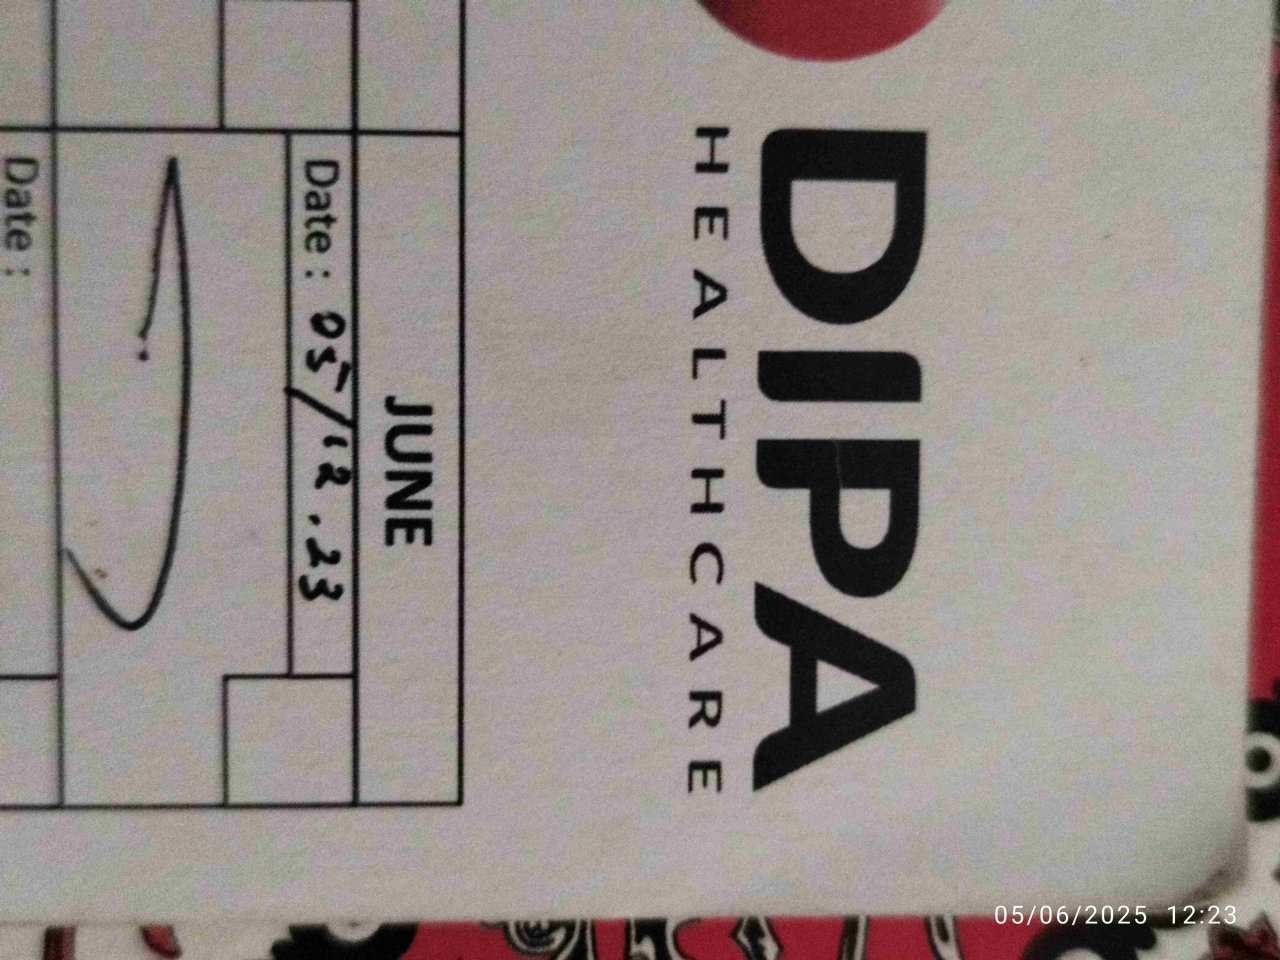 DIPA
HEALTHCARE
JUNE
Date : 05/12.23
Date :
05/06/2025 12:23